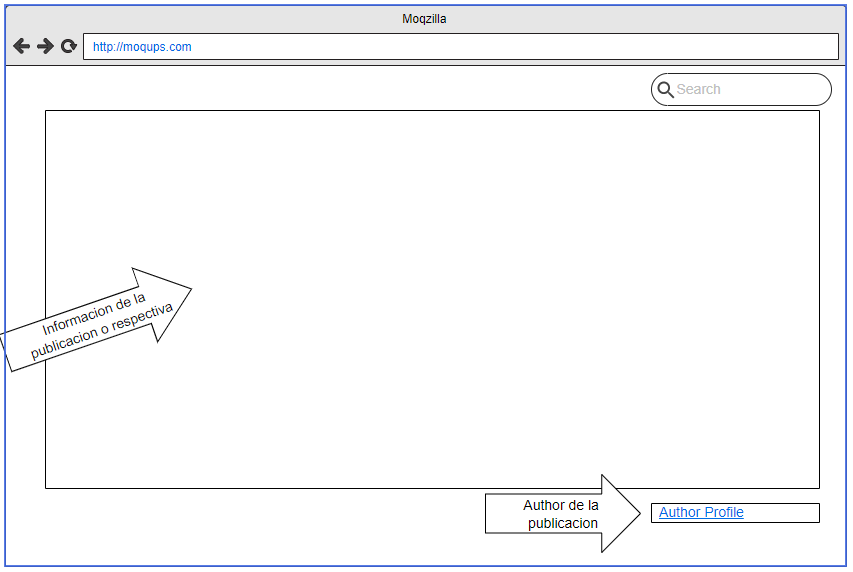 Moqzilla
http://moqups.com
Search
Informacion de la
publicacion o respectiva
Author de la
publicacion
Author Profile